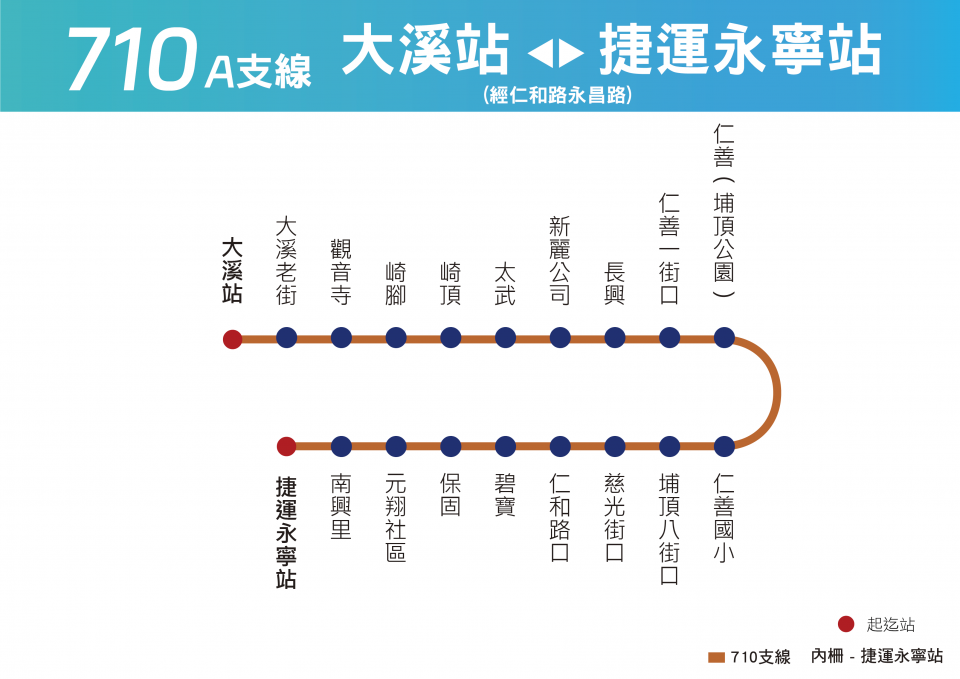 710 A支線
大溪站 ◀▶ 捷運永寧站
(經仁和路永昌路)
大溪站
大溪老街
觀音寺
崎腳
崎頂
太武
新麗公司
長興
仁善一街口
仁善(埔頂公園)
捷運永寧站
南興里
元翔社區
保固
碧寶
仁和路口
慈光街口
埔頂八街口
仁善國小
起迄站
710支線 內柵 - 捷運永寧站